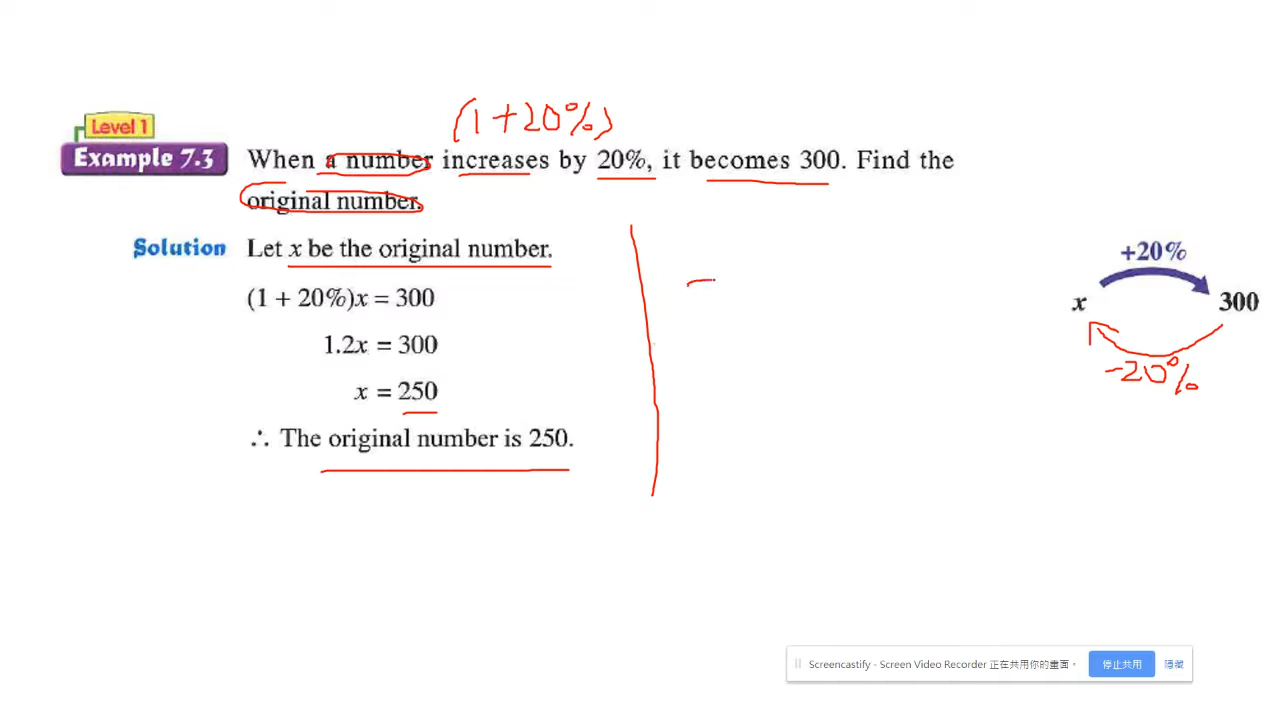 (1+20%)
Level 1
Example 7.3 When a number increases by 20%, it becomes 300. Find the
original number.
Solution Let x be the original number.
(1 + 20%)x = 300
1.2x = 300
x = 250
∴ The original number is 250.
+20%
x 300
-20%
Screencastify - Screen Video Recorder 正在共用你的畫面。 停止共用 隱藏